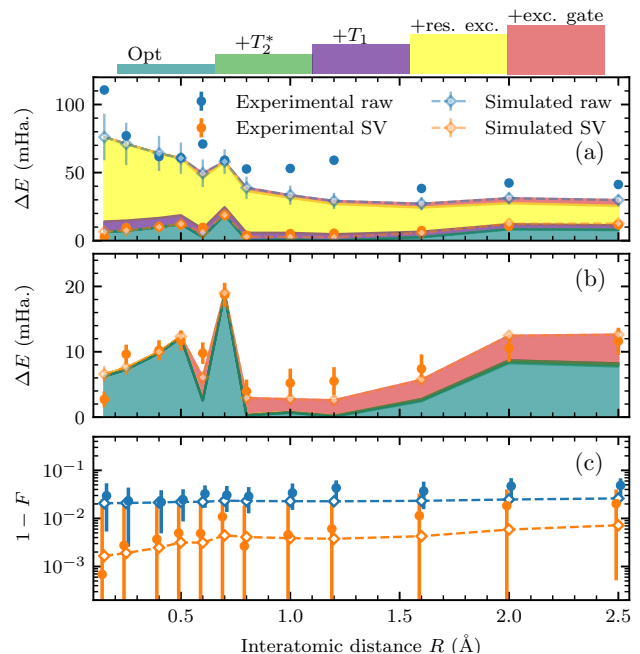 Opt +T₂* +T₁ +res. exc. +exc. gate
Experimental raw Simulated raw
Experimental SV Simulated SV
(a)
ΔE (mHa.)
100
50
0
(b)
ΔE (mHa.)
20
10
0
(c)
1 − F
10⁻¹
10⁻²
10⁻³
0.5 1.0 1.5 2.0 2.5
Interatomic distance R (Å)